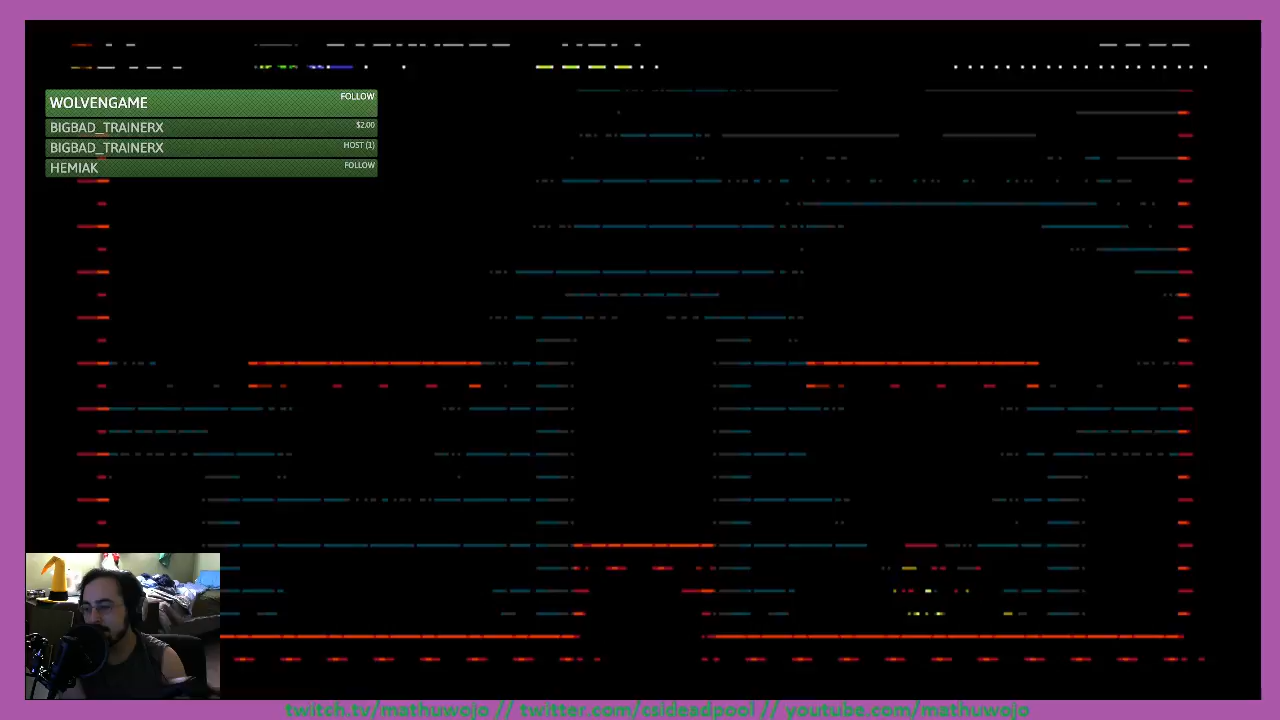 WOLVENGAME FOLLOW
BIGBAD_TRAINERX $2.00
BIGBAD_TRAINERX HOST (1)
HEMIAK FOLLOW
twitch.tv/mathuwojo // twitter.com/csideadpool // youtube.com/mathuwojo